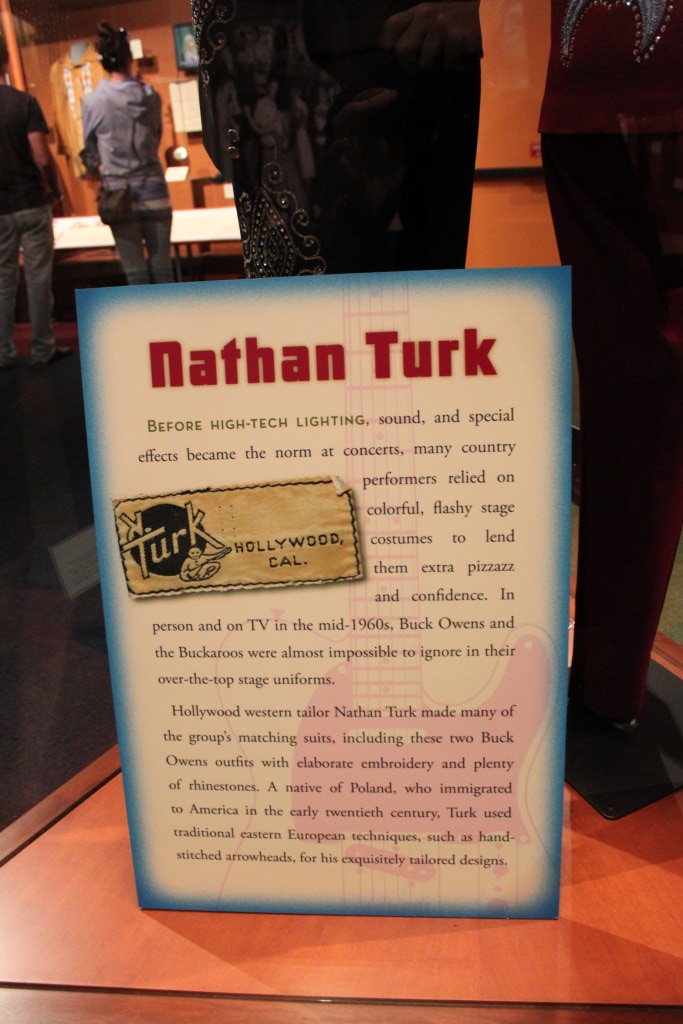 Nathan Turk
BEFORE HIGH-TECH LIGHTING, sound, and special
effects became the norm at concerts, many country
performers relied on
colorful, flashy stage
costumes to lend
them extra pizzazz
and confidence. In
person and on TV in the mid-1960s, Buck Owens and
the Buckaroos were almost impossible to ignore in their
over-the-top stage uniforms.
Turk
HOLLYWOOD,
CAL.
Hollywood western tailor Nathan Turk made many of
the group's matching suits, including these two Buck
Owens outfits with elaborate embroidery and plenty
of rhinestones. A native of Poland, who immigrated
to America in the early twentieth century, Turk used
traditional eastern European techniques, such as hand-
stitched arrowheads, for his exquisitely tailored designs.